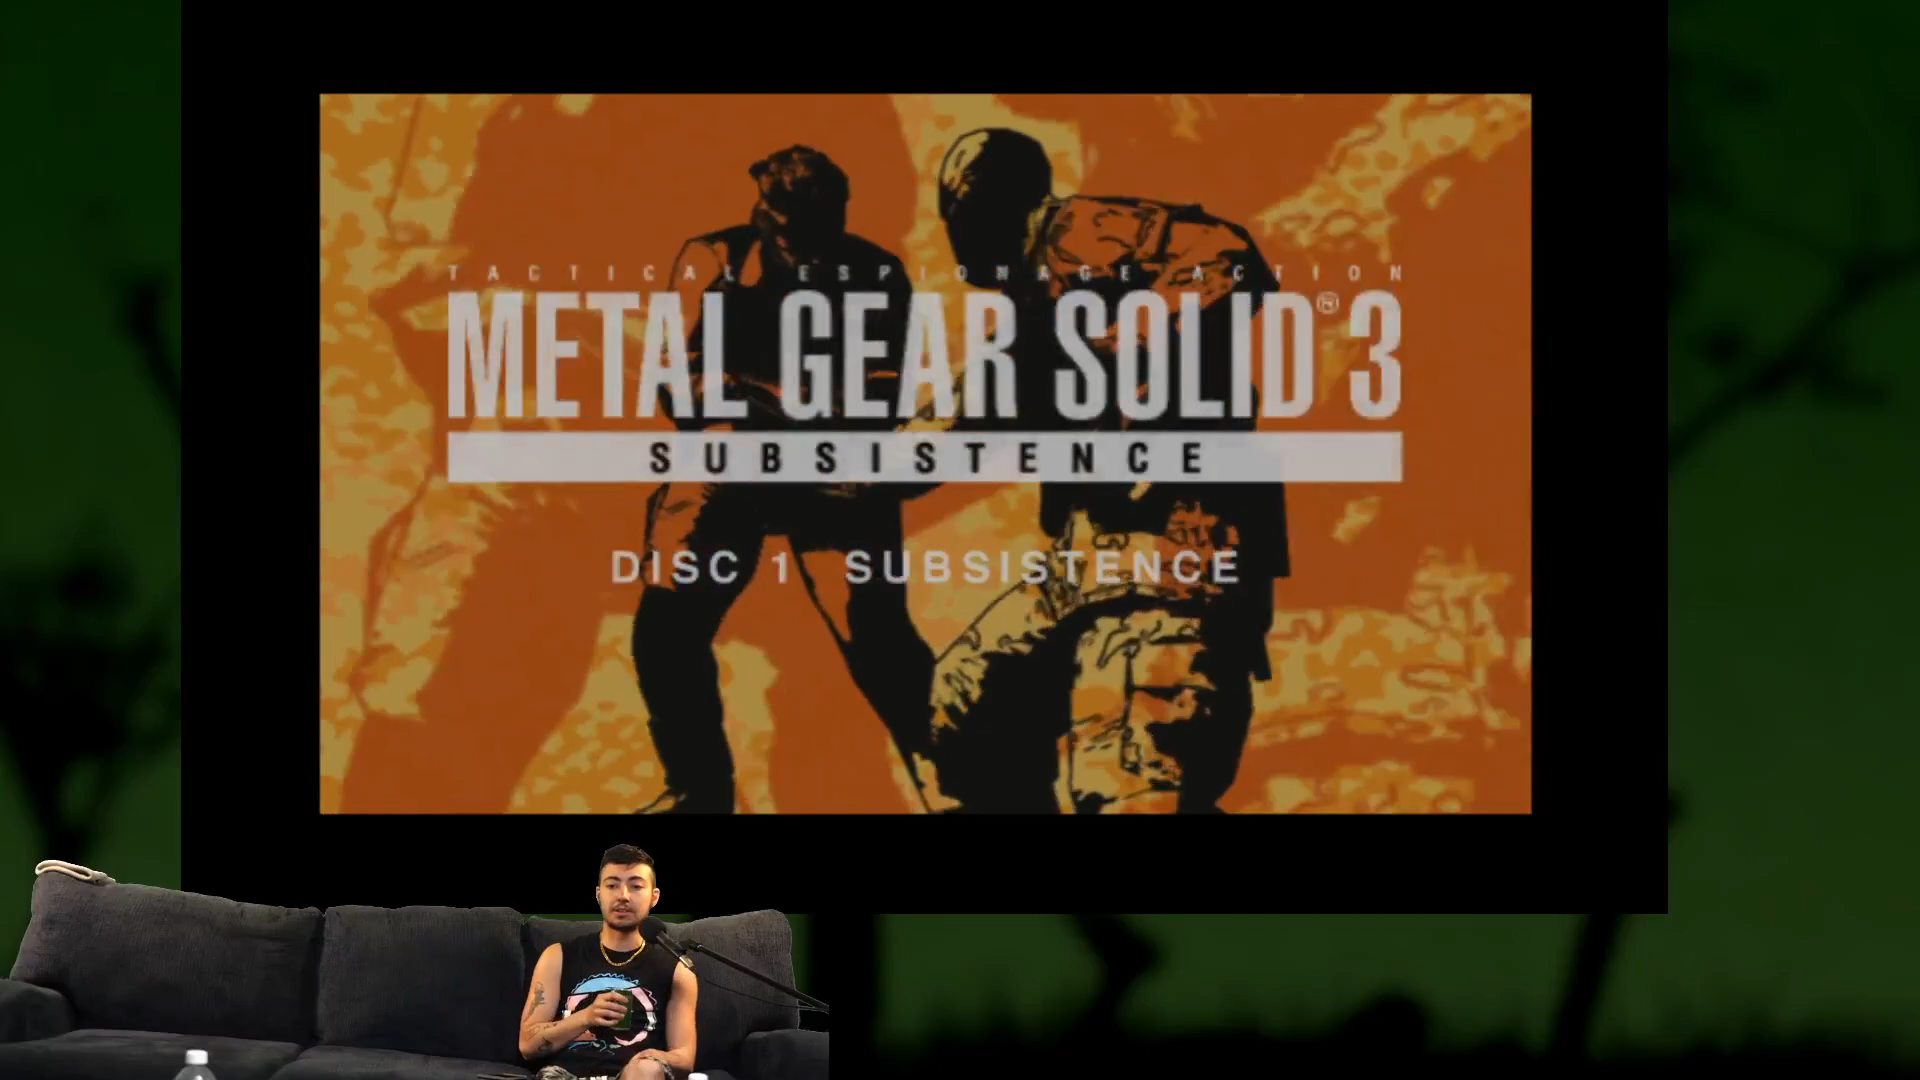 TACTICAL ESPIONAGE ACTION
METAL GEAR SOLID® 3
SUBSISTENCE
DISC 1 SUBSISTENCE